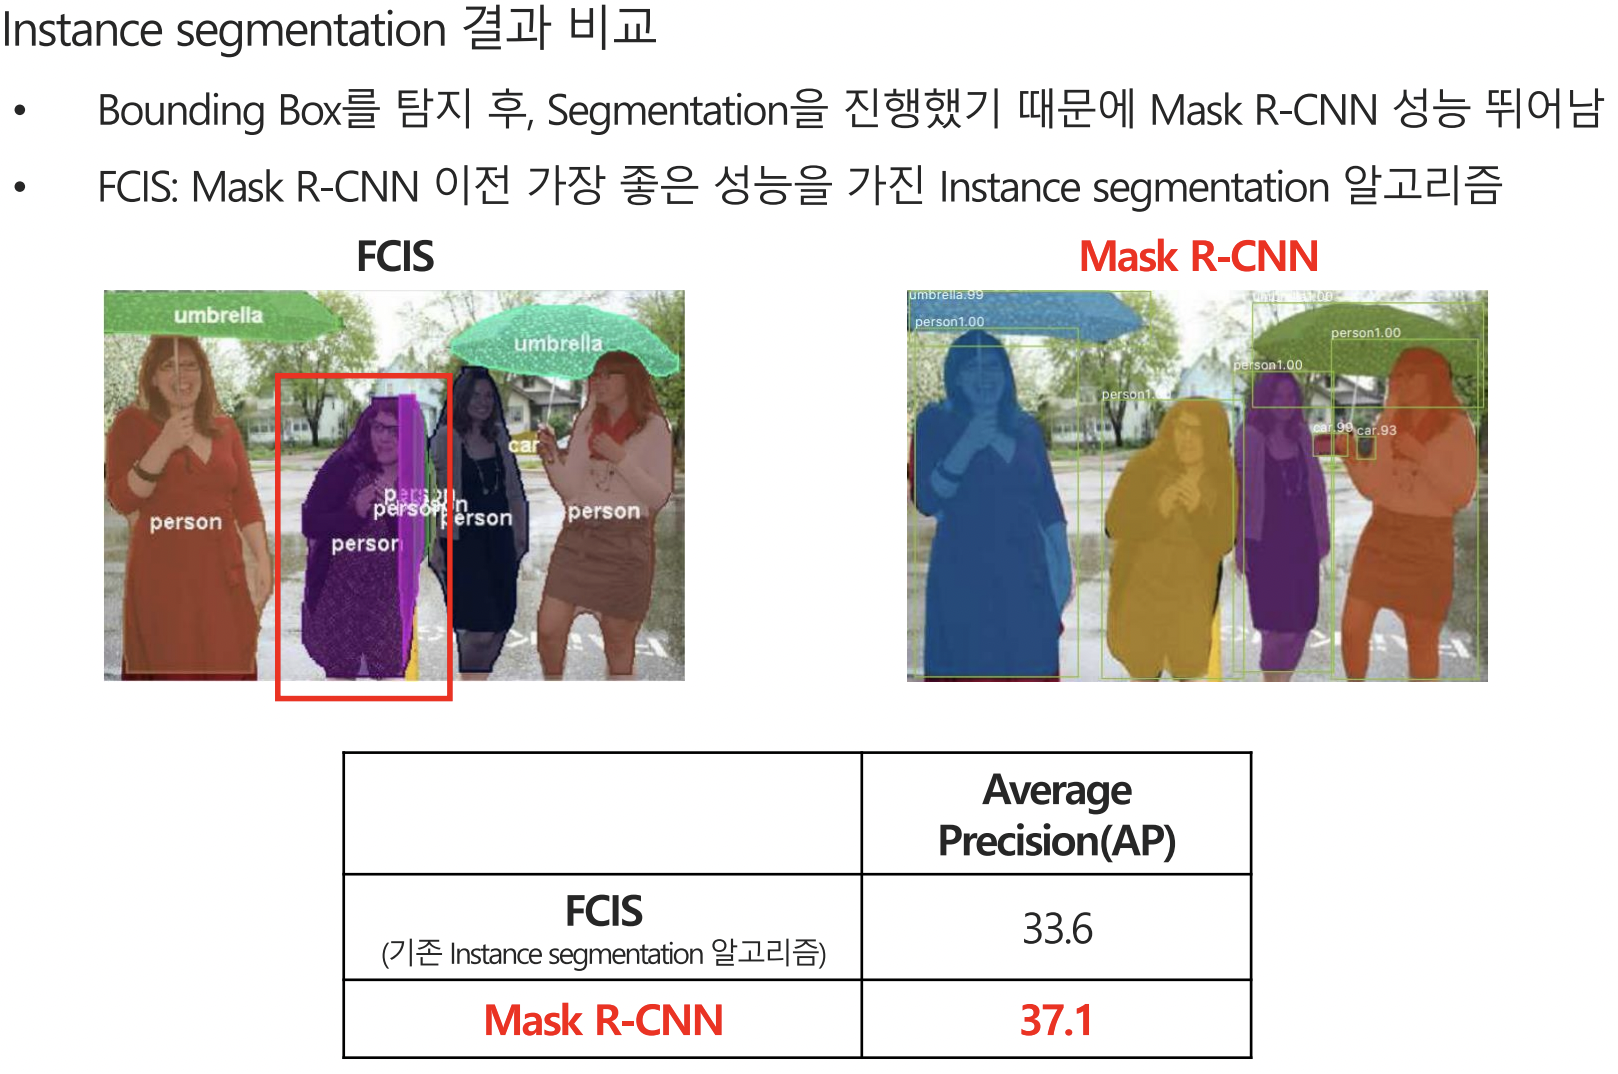 Instance segmentation 결과 비교
• Bounding Box를 탐지 후, Segmentation을 진행했기 때문에 Mask R-CNN 성능 뛰어남
• FCIS: Mask R-CNN 이전 가장 좋은 성능을 가진 Instance segmentation 알고리즘
FCIS
umbrella
umbrella
car
person
person
person
person
person
person
Mask R-CNN
umbrella.99
person1.00
person1.00
person1.00
car.99
car.93
Average
Precision(AP)
FCIS
(기존 Instance segmentation 알고리즘)
33.6
Mask R-CNN
37.1